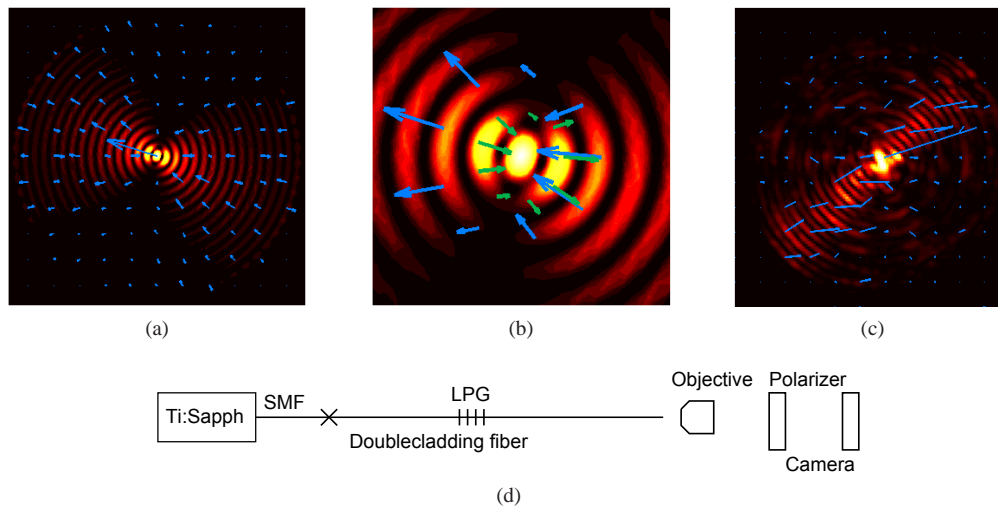 (a)
(b)
(c)
Objective Polarizer
LPG
SMF
Ti:Sapph
Doublecladding fiber
Camera
(d)